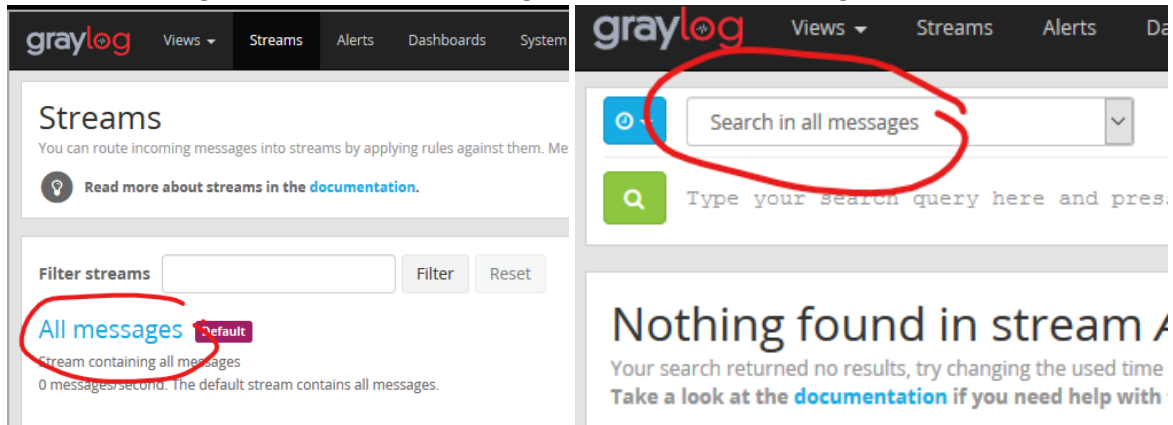 graylog Views Streams Alerts Dashboards System
Streams
You can route incoming messages into streams by applying rules against them. Me
Read more about streams in the documentation.
Filter streams Filter Reset
All messages Default
Stream containing all messages
0 messages/second. The default stream contains all messages.
graylog Views Streams Alerts Da
Search in all messages
Type your search query here and press
Nothing found in stream A
Your search returned no results, try changing the used time
Take a look at the documentation if you need help with